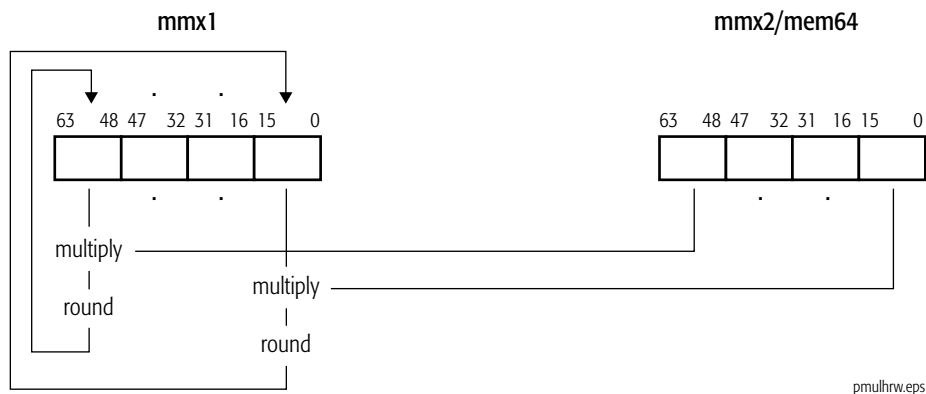 mmx1 mmx2/mem64
. . 
63 48 47 32 31 16 15 0 63 48 47 32 31 16 15 0
. . . .
multiply
multiply
round
round
pmulhrw.eps